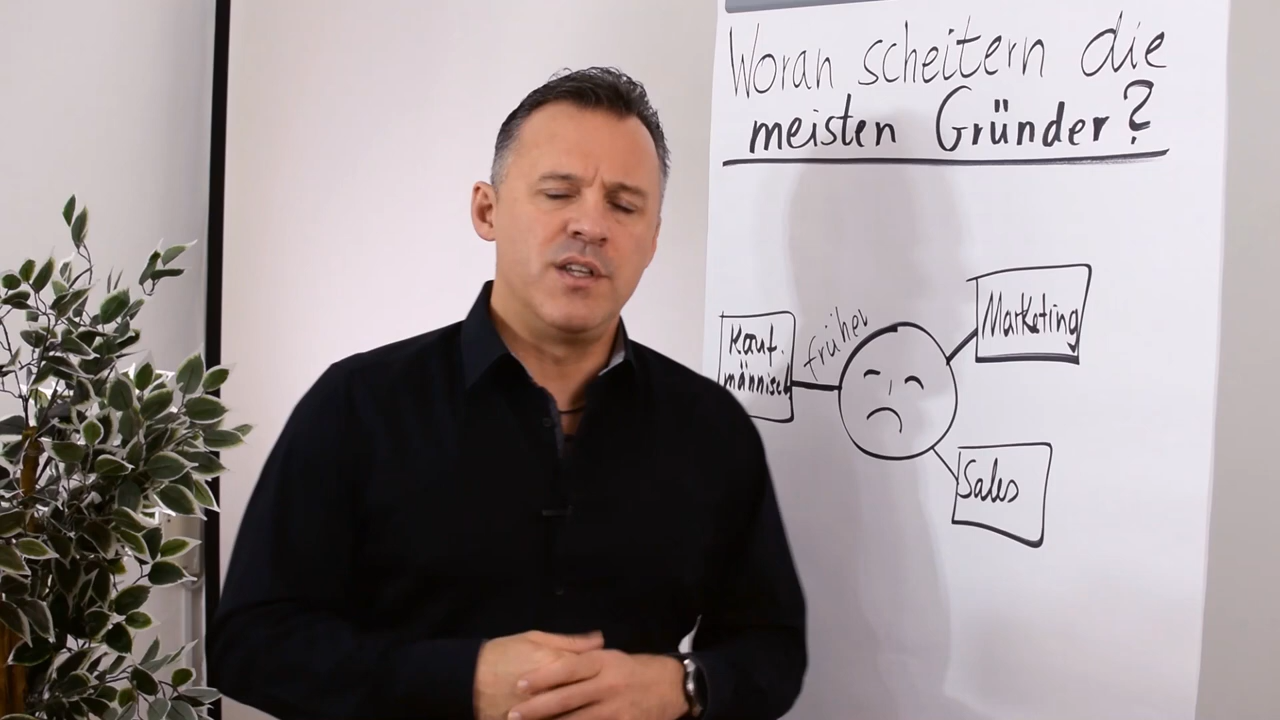 Woran scheitern die
meisten Gründer?
Kauf.
männisch
früher
Marketing
Sales